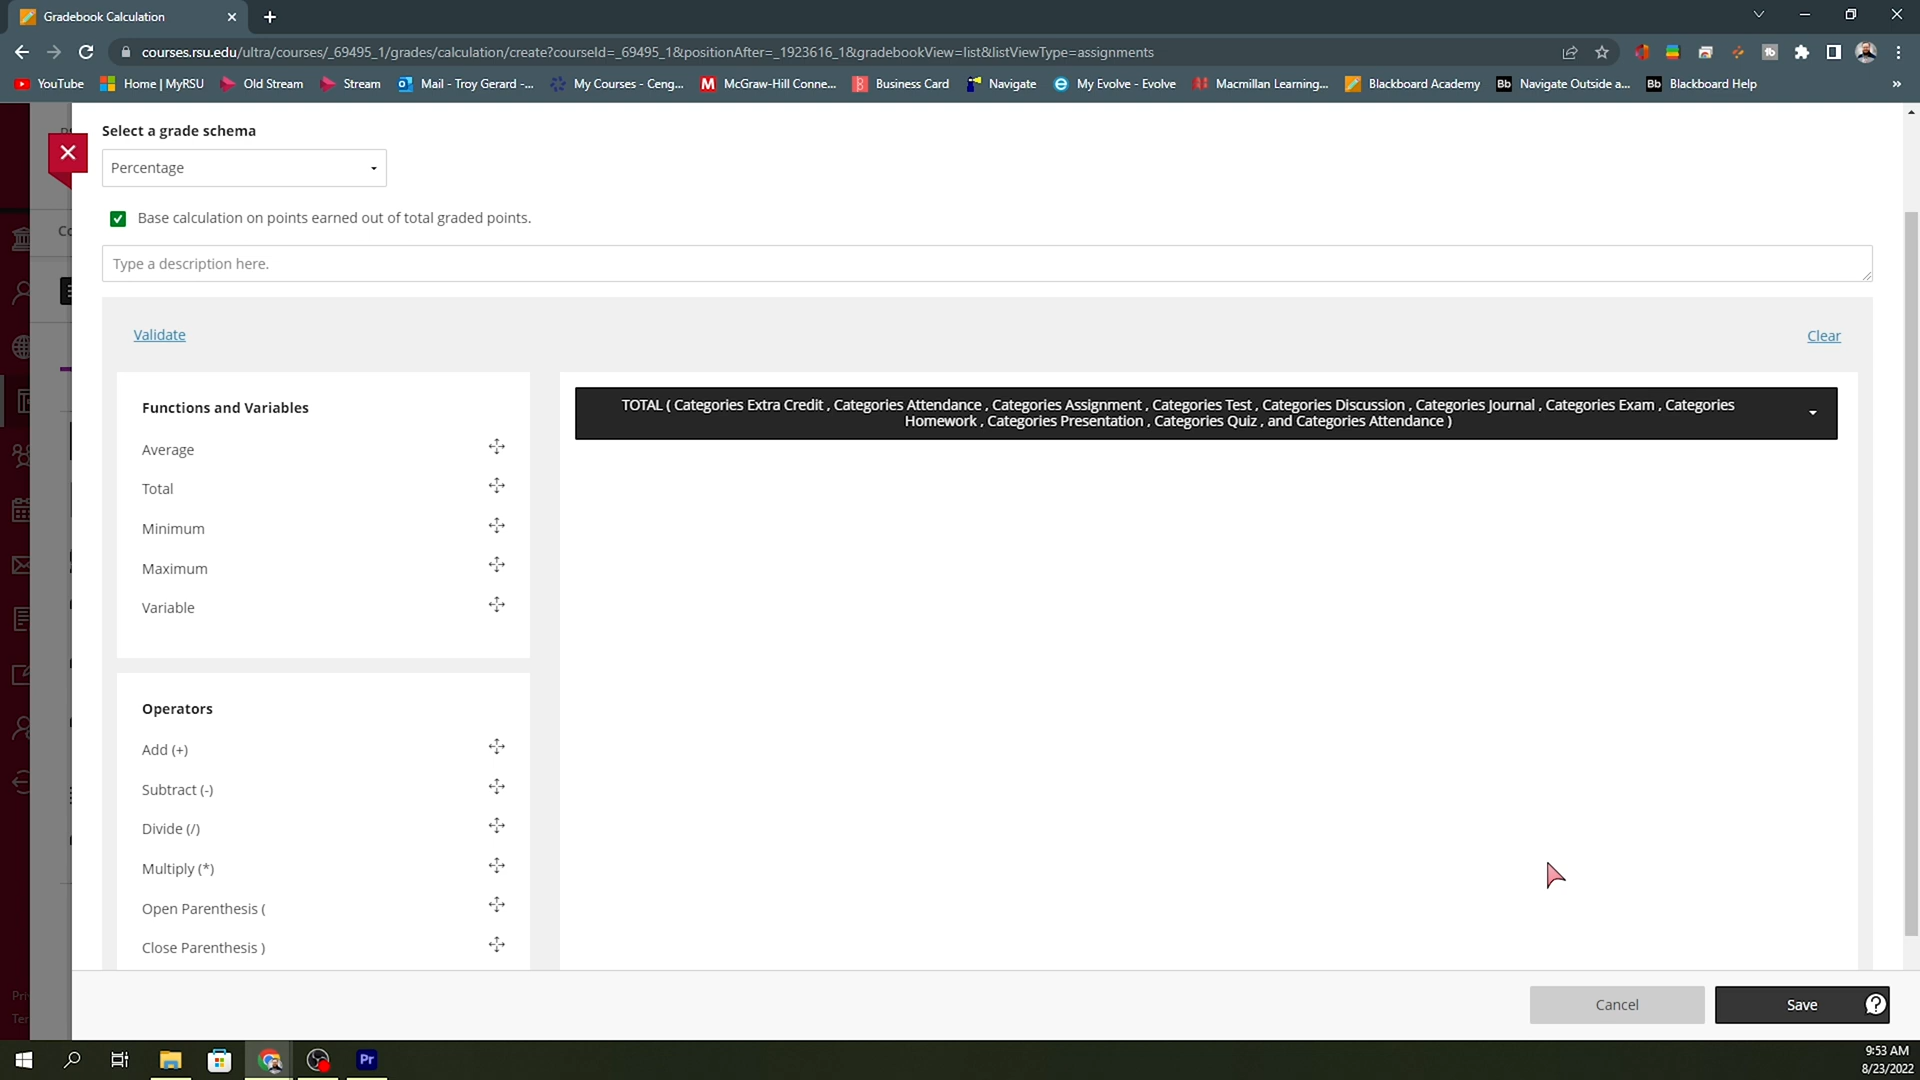 Gradebook Calculation
courses.rsu.edu/ultra/courses/_69495_1/grades/calculation/create?courseId=_69495_1&positionAfter=_1923616_1&gradebookView=list&listViewType=assignments
YouTube Home | MyRSU Old Stream Stream Mail - Troy Gerard -... My Courses - Ceng... McGraw-Hill Conne... Business Card Navigate My Evolve - Evolve Macmillan Learning... Blackboard Academy Bb Navigate Outside a... Bb Blackboard Help »
Select a grade schema
Percentage
Base calculation on points earned out of total graded points.
Type a description here.
Validate
Clear
Functions and Variables
Average
Total
Minimum
Maximum
Variable
TOTAL ( Categories Extra Credit , Categories Attendance , Categories Assignment , Categories Test , Categories Discussion , Categories Journal , Categories Exam , Categories
Homework , Categories Presentation , Categories Quiz , and Categories Attendance )
Operators
Add (+)
Subtract (-)
Divide (/)
Multiply (*)
Open Parenthesis (
Close Parenthesis )
Cancel
Save
?
Pr
9:53 AM
8/23/2022